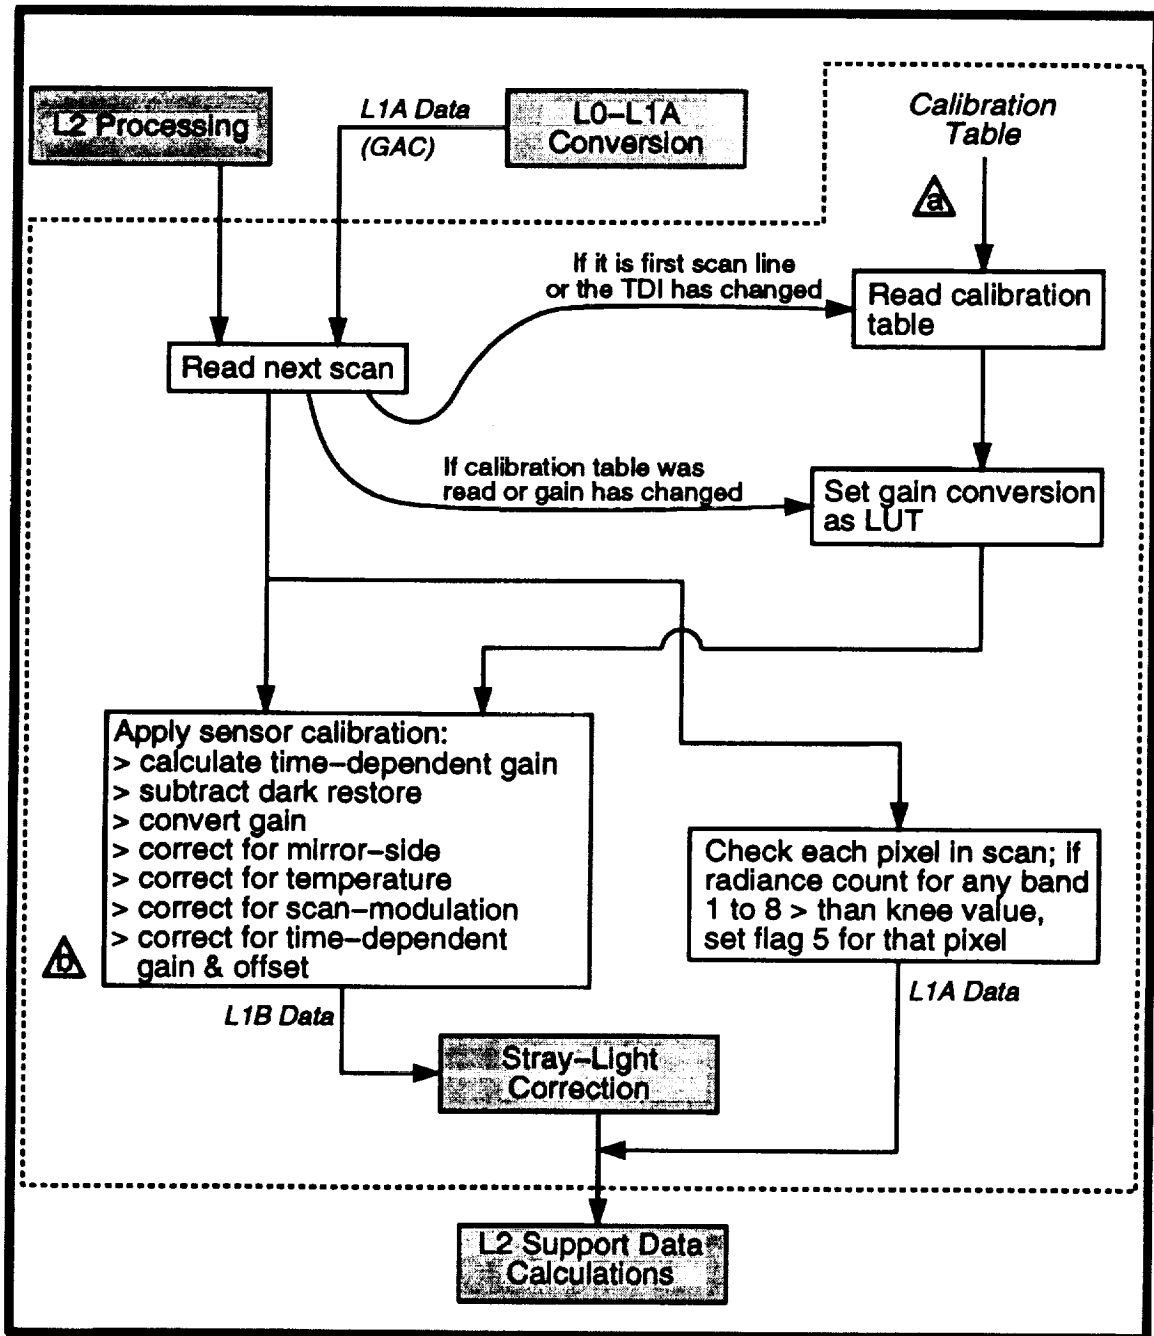 L2 Processing
L1A Data
(GAC)
L0–L1A
Conversion
Calibration
Table
a
If it is first scan line
or the TDI has changed
Read calibration
table
Read next scan
If calibration table was
read or gain has changed
Set gain conversion
as LUT
Apply sensor calibration:
> calculate time–dependent gain
> subtract dark restore
> convert gain
> correct for mirror–side
> correct for temperature
> correct for scan–modulation
> correct for time–dependent
gain & offset
b
Check each pixel in scan; if
radiance count for any band
1 to 8 > than knee value,
set flag 5 for that pixel
L1B Data
L1A Data
Stray–Light
Correction
L2 Support Data
Calculations